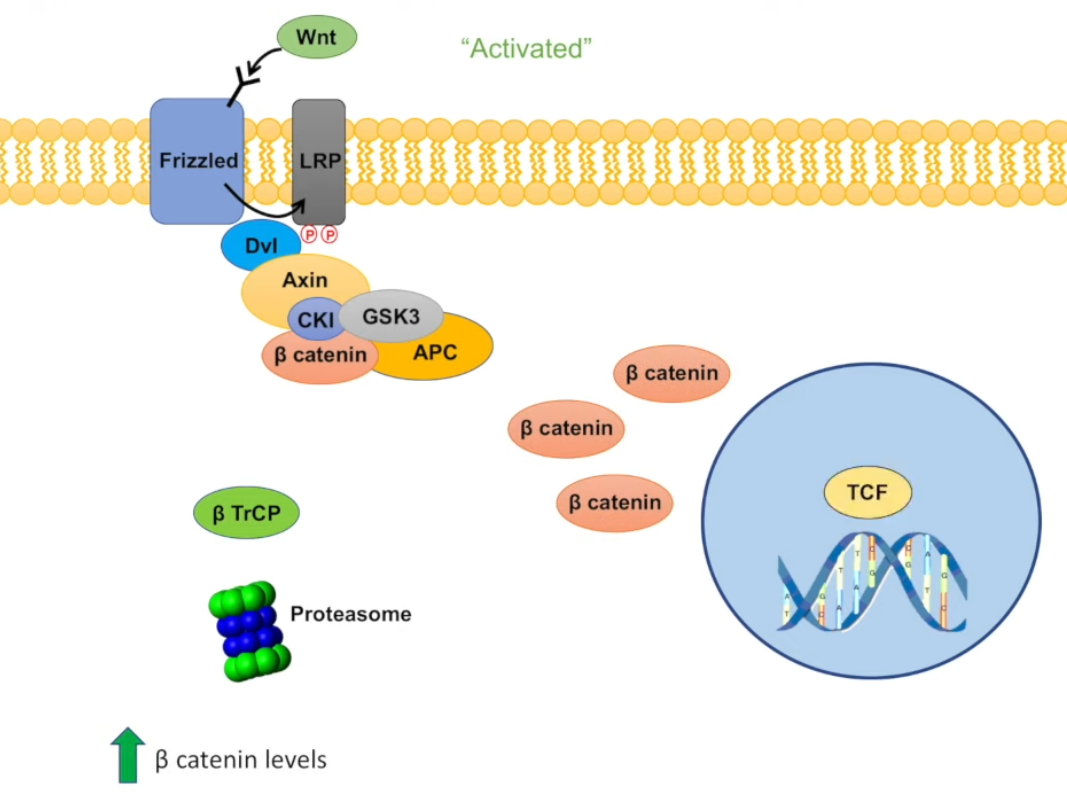 Wnt
“Activated”
Frizzled
LRP
P P
Dvl
Axin
CKI
GSK3
β catenin
APC
β catenin
β catenin
β catenin
TCF
β TrCP
Proteasome
β catenin levels